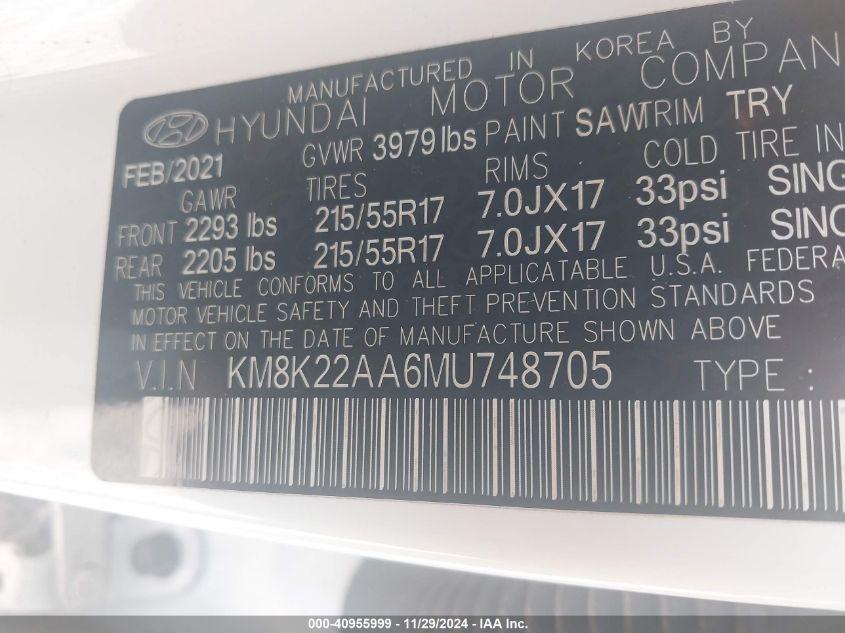 MANUFACTURED IN KOREA BY
HYUNDAI MOTOR COMPAN
FEB/2021 GVWR 3979 lbs PAINT SAW TRIM TRY
GAWR TIRES RIMS COLD TIRE IN
FRONT 2293 lbs 215/55R17 7.0JX17 33psi SING
REAR 2205 lbs 215/55R17 7.0JX17 33psi SING
THIS VEHICLE CONFORMS TO ALL APPLICATABLE U.S.A. FEDERA
MOTOR VEHICLE SAFETY AND THEFT PREVENTION STANDARDS
IN EFFECT ON THE DATE OF MANUFACTURE SHOWN ABOVE
V.I.N KM8K22AA6MU748705 TYPE :
000-40955999 - 11/29/2024 - IAA Inc.